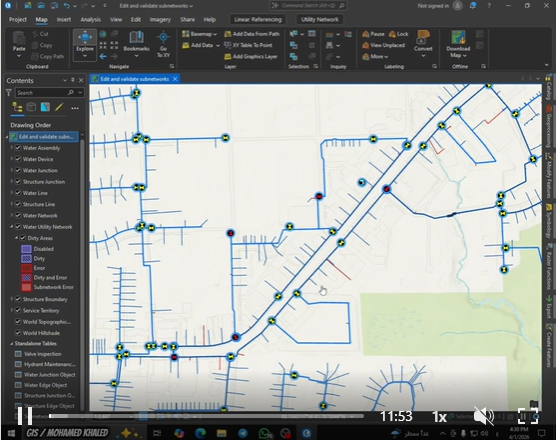 Edit and validate subnetworks
Command Search (Alt+Q)
Not signed in
Project Map Insert Analysis View Edit Imagery Share Help Linear Referencing Utility Network
Paste
Cut
Copy
Copy Path
Explore
Bookmarks
Go To XY
Basemap
Add Data
Add Data From Path
XY Table To Point
Add Graphics Layer
Pause
Lock
View Unplaced
More
Convert
Download Map
Clipboard
Navigate
Layer
Selection
Inquiry
Labeling
Offline
Contents
Search
Drawing Order
Edit and validate subn...
Water Assembly
Water Device
Water Junction
Structure Junction
Water Line
Structure Line
Water Network
Water Utility Network
Dirty Areas
Disabled
Dirty
Error
Dirty and Error
Subnetwork Error
Structure Boundary
Service Territory
World Topographic...
World Hillshade
Standalone Tables
Valve Inspection
Hydrant Maintenanc...
Water Junction Object
Water Edge Object
Structure Junction O...
Structure Edge Object
Edit and validate subnetworks
Catalog
Geoprocessing
Modify Features
Symbology
Raster Functions
Export
Create Features
11:53 1x
GIS / MOHAMED KHALED
4:30 PM
4/1/2026